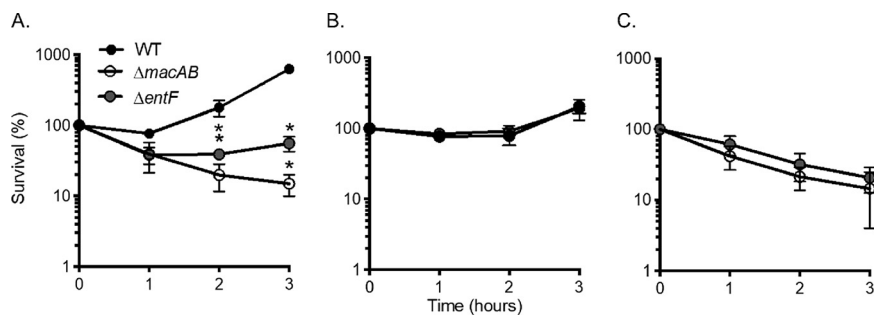 A.
B.
C.
WT
ΔmacAB
ΔentF
Survival (%)
1000
100
10
1
0 1 2 3
* *
*
*
1000
100
10
1
0 1 2 3
1000
100
10
1
0 1 2 3
Time (hours)